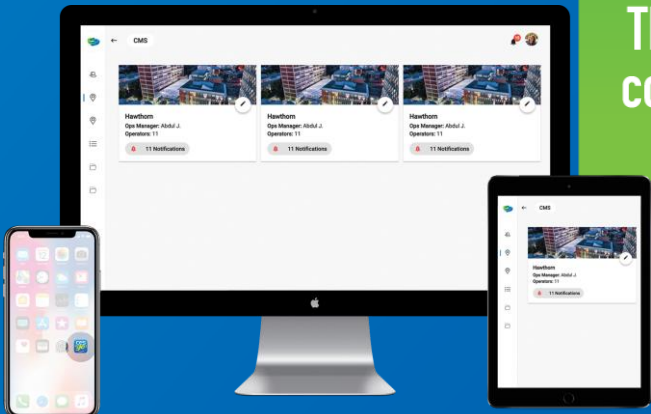 CMS
Hawthorn
Ops Manager: Abdul J.
Operators: 11
11 Notifications
Hawthorn
Ops Manager: Abdul J.
Operators: 11
11 Notifications
Hawthorn
Ops Manager: Abdul J.
Operators: 11
11 Notifications
CMS
Hawthorn
Ops Manager: Abdul J.
Operators: 11
11 Notifications